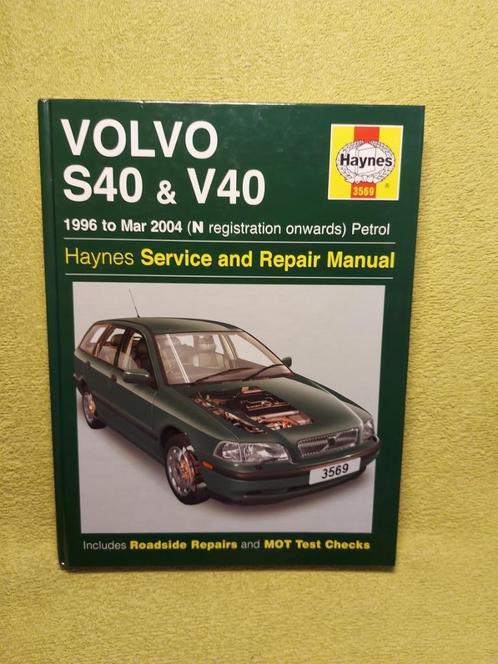 VOLVO
S40 & V40
Haynes
3569
1996 to Mar 2004 (N registration onwards) Petrol
Haynes Service and Repair Manual
3569
Includes Roadside Repairs and MOT Test Checks